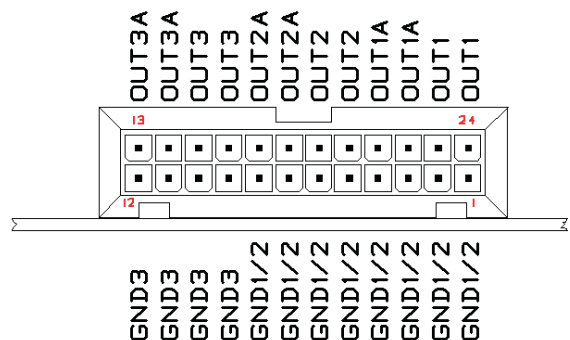 OUT3A
OUT3A
OUT3
OUT3
OUT2A
OUT2A
OUT2
OUT2
OUT1A
OUT1A
OUT1
OUT1
13
24
12
1
GND3
GND3
GND3
GND3
GND1/2
GND1/2
GND1/2
GND1/2
GND1/2
GND1/2
GND1/2
GND1/2